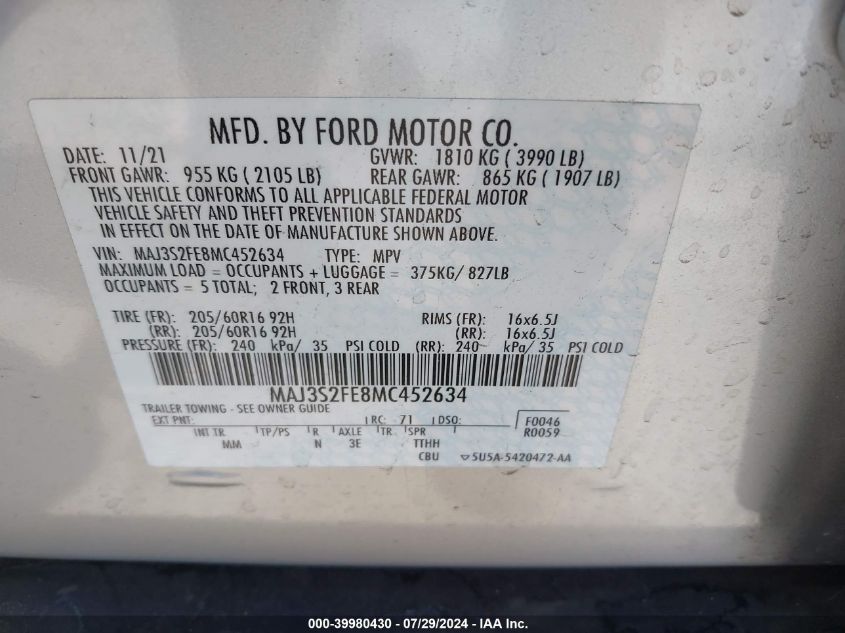 MFD. BY FORD MOTOR CO.
DATE: 11/21 GVWR: 1810 KG ( 3990 LB)
FRONT GAWR: 955 KG ( 2105 LB) REAR GAWR: 865 KG ( 1907 LB)
THIS VEHICLE CONFORMS TO ALL APPLICABLE FEDERAL MOTOR
VEHICLE SAFETY AND THEFT PREVENTION STANDARDS
IN EFFECT ON THE DATE OF MANUFACTURE SHOWN ABOVE.
VIN: MAJ3S2FE8MC452634 TYPE: MPV
MAXIMUM LOAD = OCCUPANTS + LUGGAGE = 375KG/ 827LB
OCCUPANTS = 5 TOTAL; 2 FRONT, 3 REAR
TIRE (FR): 205/60R16 92H RIMS (FR): 16x6.5J
(RR): 205/60R16 92H (RR): 16x6.5J
PRESSURE (FR): 240 kPa/ 35 PSI COLD (RR): 240 kPa/ 35 PSI COLD
MAJ3S2FE8MC452634
TRAILER TOWING - SEE OWNER GUIDE
EXT PNT: RC: 71 DSO: F0046
R0059
INT TR TP/PS R AXLE TR SPR
MM N 3E TTHH
CBU 5U5A-5420472-AA
000-39980430 - 07/29/2024 - IAAI Inc.